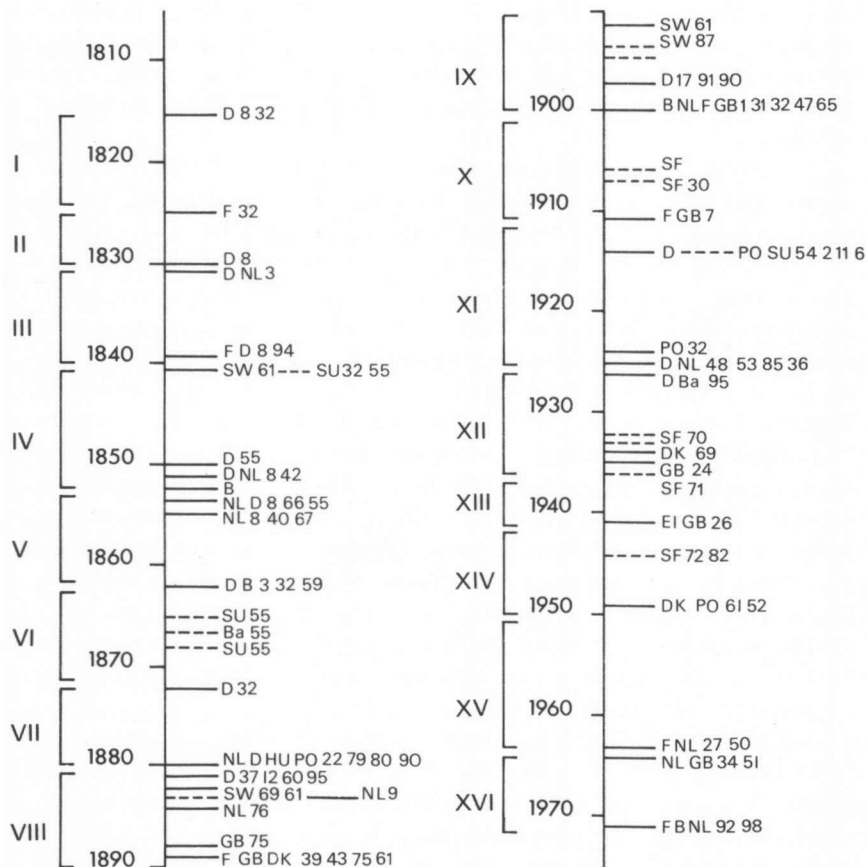 1810
D 8 32
I
1820
F 32
II
1830
D 8
D NL 3
III
1840
F D 8 94
SW 61 ---- SU 32 55
IV
1850
D 55
D NL 8 42
B
NL D 8 66 55
NL 8 40 67
V
1860
D B 3 32 59
SU 55
VI
Ba 55
SU 55
1870
D 32
VII
1880
NL D HU PO 22 79 80 90
D 37 12 60 95
SW 69 61 —— NL 9
NL 76
VIII
GB 75
1890
F GB DK 39 43 75 61
SW 61
SW 87
IX
D 17 91 90
1900
B NL F GB 1 31 32 47 65
SF
X
SF 30
1910
F GB 7
D ---- PO SU 54 2 11 6
XI
1920
PO 32
D NL 48 53 85 36
D Ba 95
1930
XII
SF 70
DK 69
GB 24
SF 71
XIII
1940
EI GB 26
SF 72 82
XIV
1950
DK PO 61 52
XV
1960
F NL 27 50
NL GB 34 51
XVI
1970
F B NL 92 98